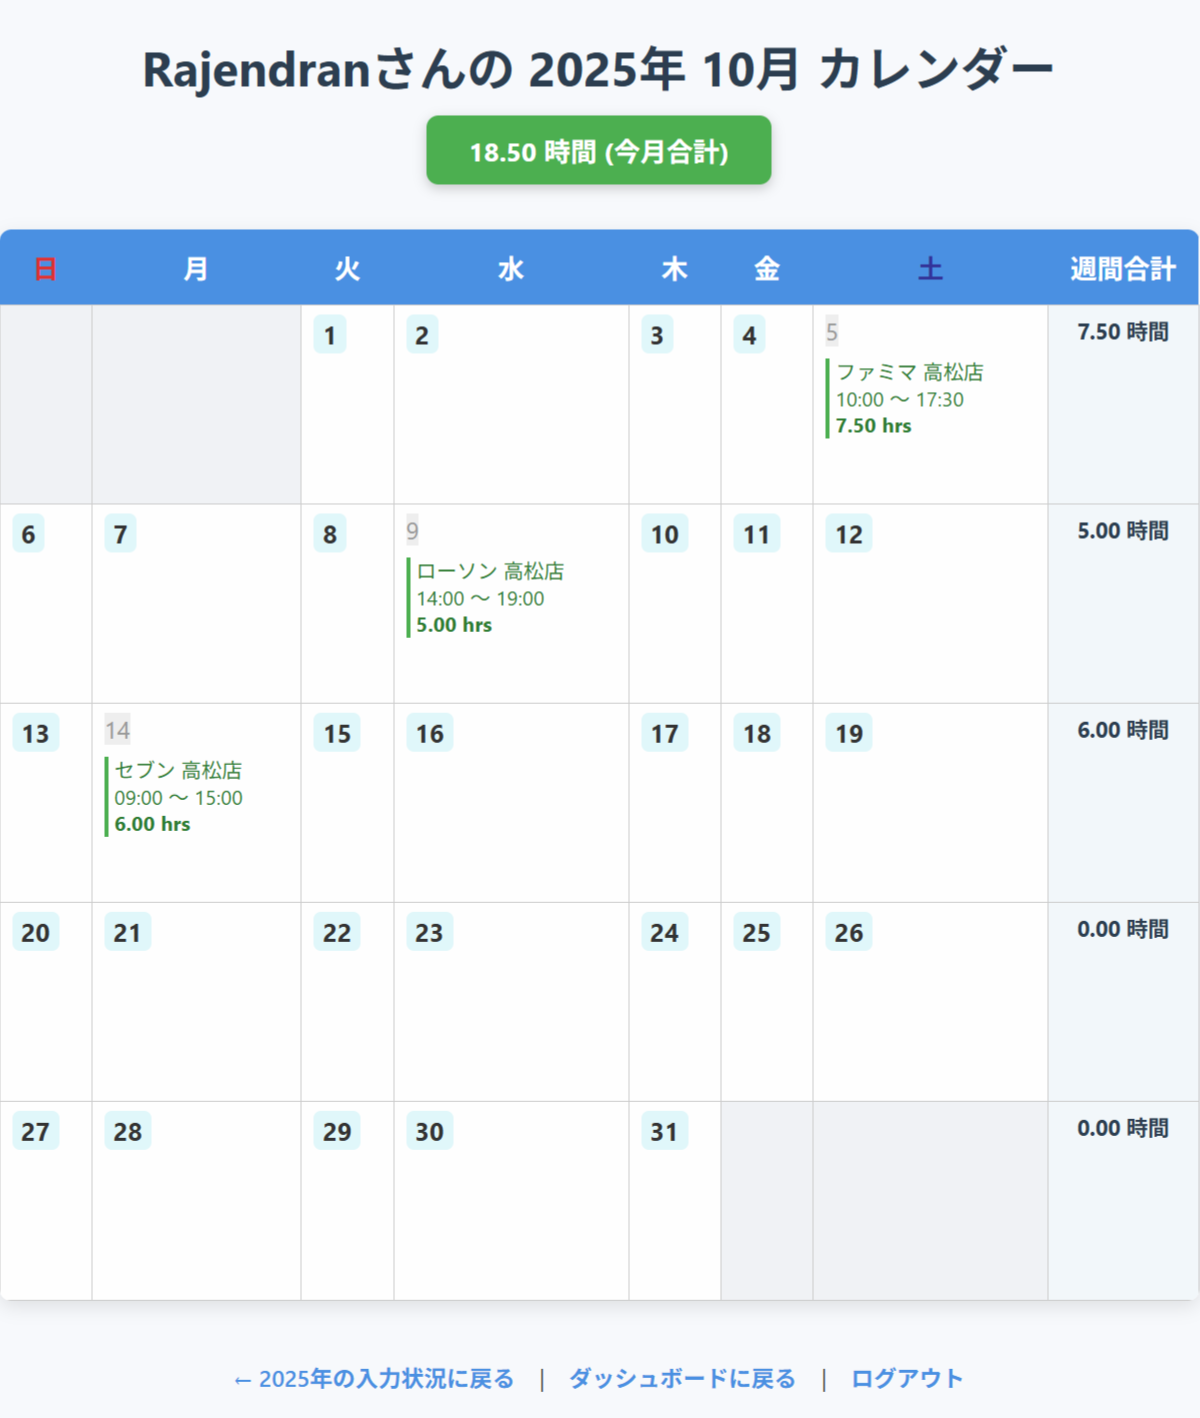 Rajendranさんの 2025年 10月 カレンダー
18.50 時間 (今月合計)
日 月 火 水 木 金 土 週間合計
1 2 3 4 5 7.50 時間
ファミマ 高松店
10:00 〜 17:30
7.50 hrs
6 7 8 9 10 11 12 5.00 時間
ローソン 高松店
14:00 〜 19:00
5.00 hrs
13 14 15 16 17 18 19 6.00 時間
セブン 高松店
09:00 〜 15:00
6.00 hrs
20 21 22 23 24 25 26 0.00 時間
27 28 29 30 31 0.00 時間
← 2025年の入力状況に戻る | ダッシュボードに戻る | ログアウト